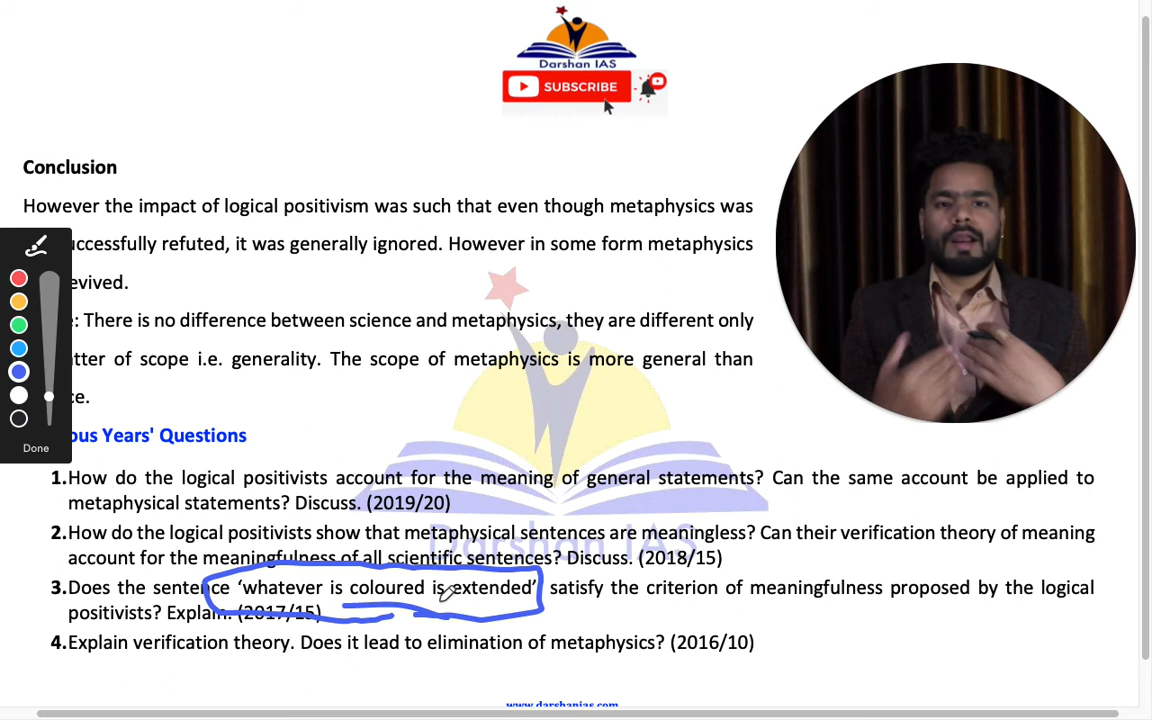 Darshan IAS
SUBSCRIBE
Conclusion
However the impact of logical positivism was such that even though metaphysics was
uccessfully refuted, it was generally ignored. However in some form metaphysics
evived.
: There is no difference between science and metaphysics, they are different only
tter of scope i.e. generality. The scope of metaphysics is more general than
ce.
ous Years' Questions
1.How do the logical positivists account for the meaning of general statements? Can the same account be applied to
metaphysical statements? Discuss. (2019/20)
Darshan IAS
2.How do the logical positivists show that metaphysical sentences are meaningless? Can their verification theory of meaning
account for the meaningfulness of all scientific sentences? Discuss. (2018/15)
3.Does the sentence ‘whatever is coloured is extended’ satisfy the criterion of meaningfulness proposed by the logical
positivists? Explain. (2017/15)
4.Explain verification theory. Does it lead to elimination of metaphysics? (2016/10)
Done
www.darshanias.com